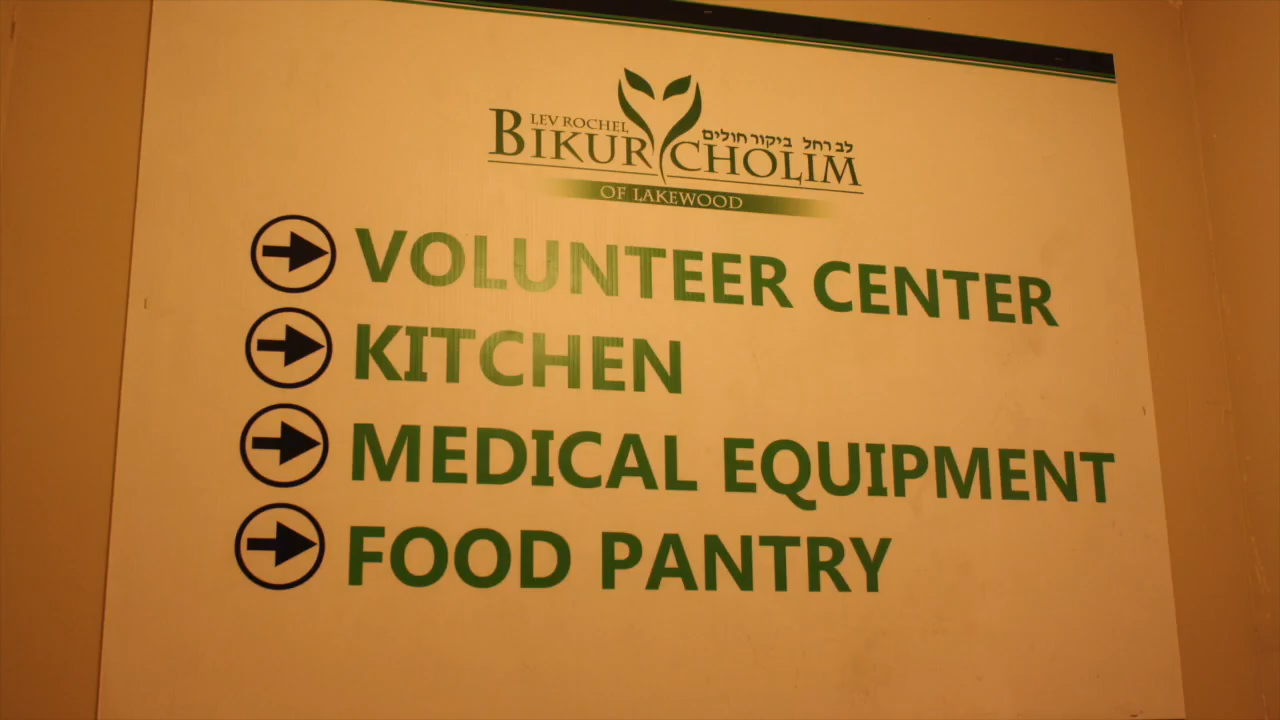 LEV ROCHEL
לב רחל ביקור חולים
BIKUR CHOLIM
OF LAKEWOOD
VOLUNTEER CENTER
KITCHEN
MEDICAL EQUIPMENT
FOOD PANTRY